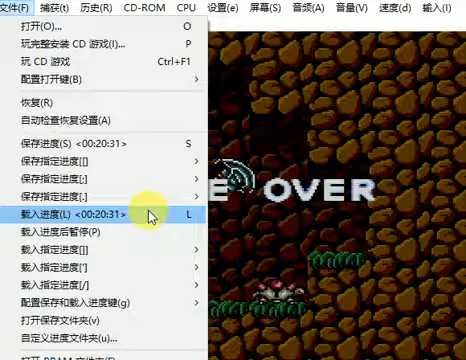 文件(F) 捕获(t) 历史(R) CD-ROM CPU 设置(e) 屏幕(S) 音频(A) 音量(V) 速度(d) 输入(I)
打开(O)... O
玩完整安装 CD 游戏(I)... P
玩 CD 游戏 Ctrl+F1
配置打开键(B)
恢复(R)
自动检查恢复设置(A)
保存进度(S) <00:20:31> S
保存指定进度([]
保存指定进度(;]
保存指定进度(.]
载入进度(L) <00:20:31> L
载入进度后暂停(P)
载入指定进度(]]
载入指定进度(']
载入指定进度(/]
配置保存和载入进度键(g)
打开保存文件夹(v)
自定义进度文件夹(u)...
E OVER